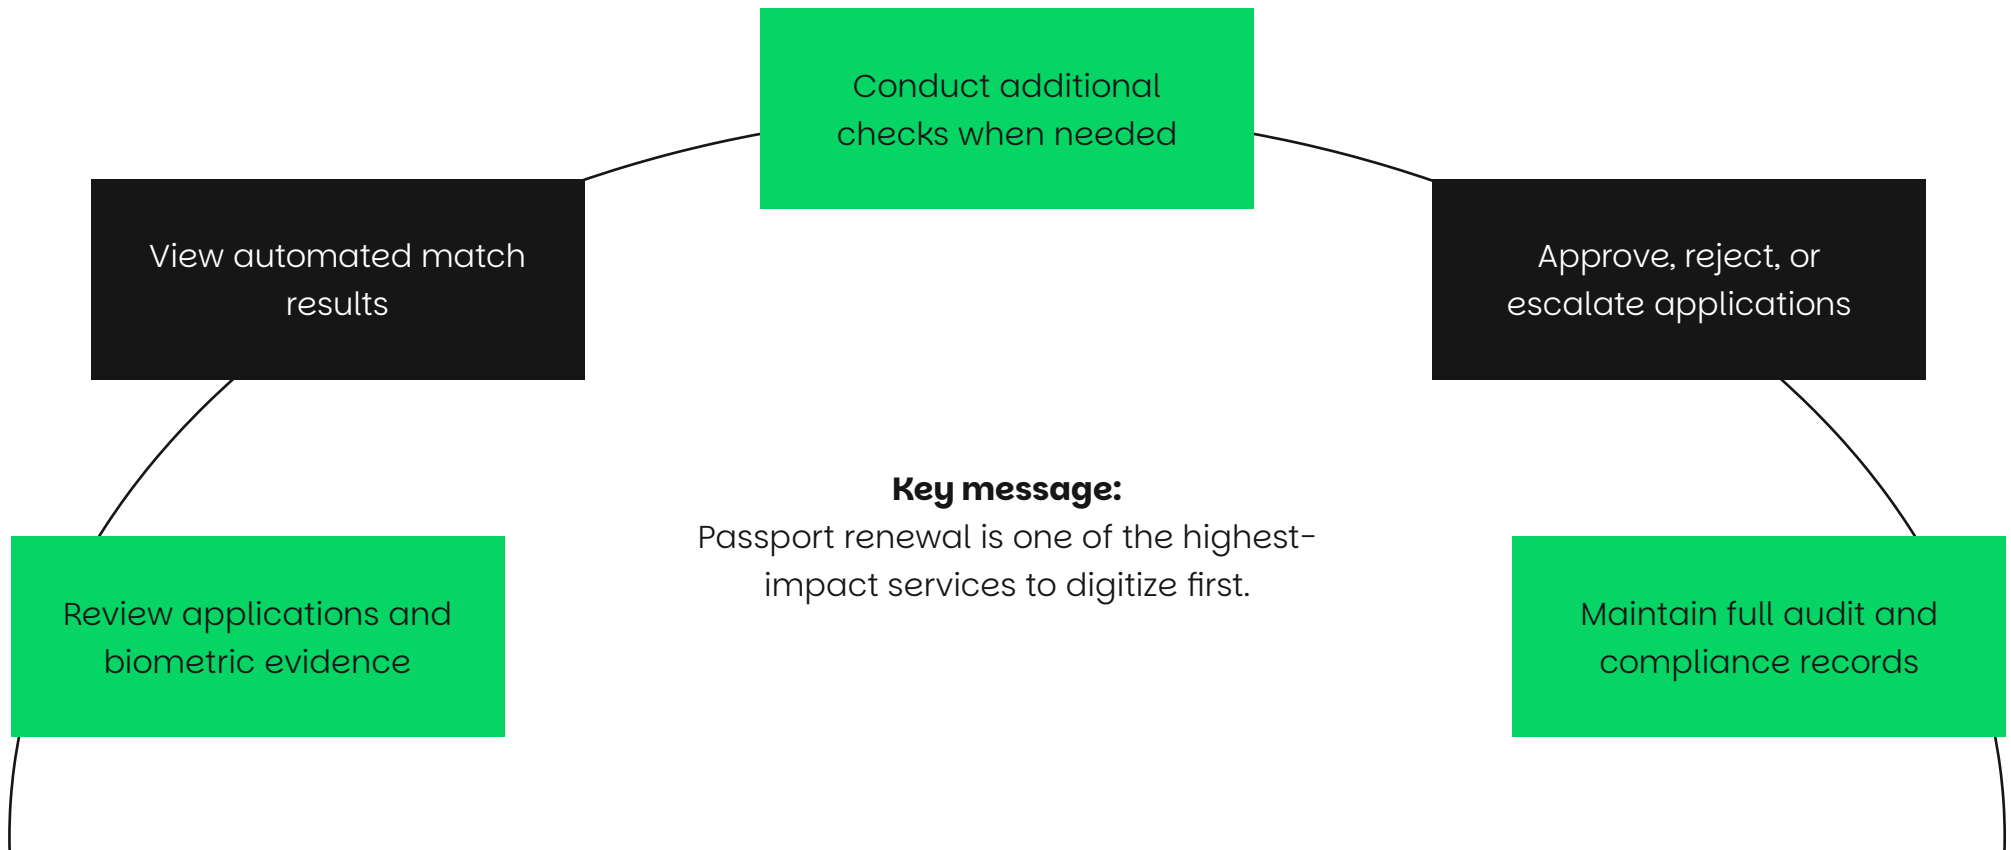 Conduct additional
checks when needed
View automated match
results
Approve, reject, or
escalate applications
Key message:
Passport renewal is one of the highest-
impact services to digitize first.
Review applications and
biometric evidence
Maintain full audit and
compliance records